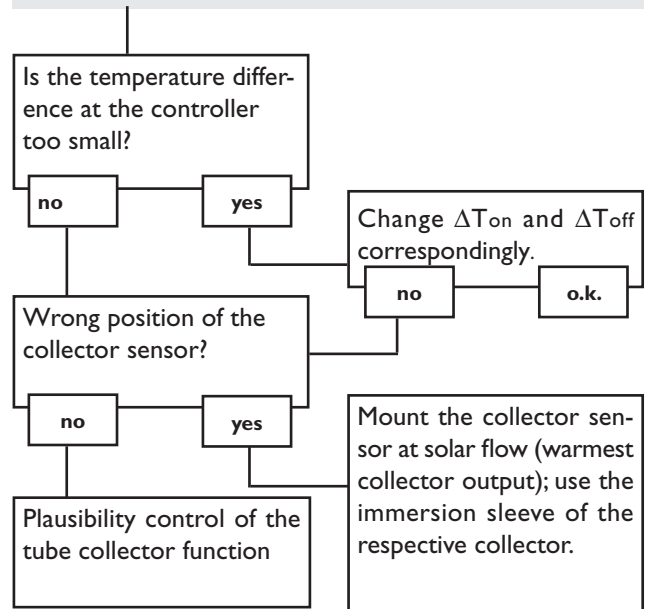 Is the temperature differ-
ence at the controller
too small?
no
yes
Change ΔTon and ΔToff
correspondingly.
no
o.k.
Wrong position of the
collector sensor?
no
yes
Mount the collector sen-
sor at solar flow (warmest
collector output); use the
immersion sleeve of the
respective collector.
Plausibility control of the
tube collector function